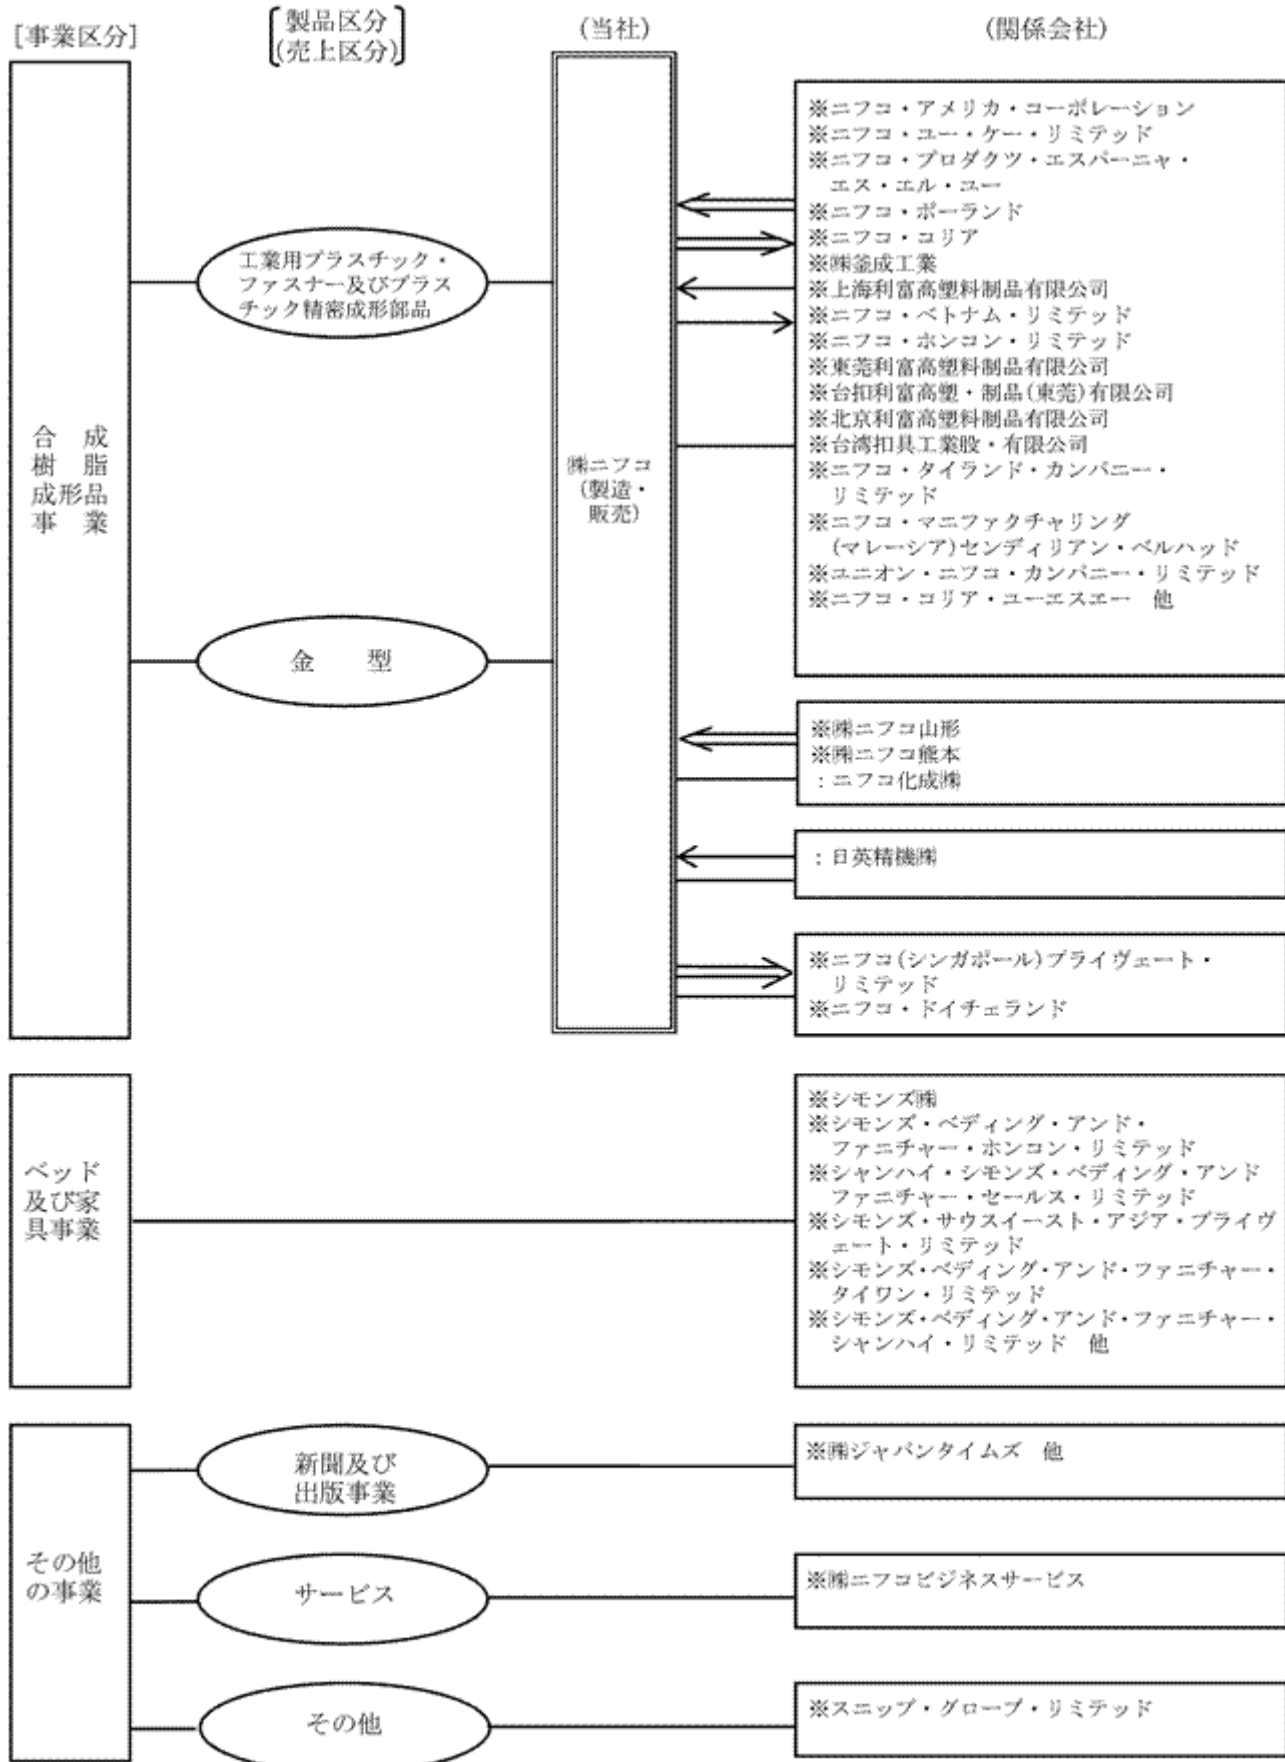 [事業区分]
製品区分
(売上区分)
(当社)
(関係会社)
合成
樹脂
成形品
事業
工業用プラスチック・
ファスナー及びプラス
チック精密成形部品
金型
㈱ニフコ
(製造・
販売)
※ニフコ・アメリカ・コーポレーション
※ニフコ・ユー・ケー・リミテッド
※ニフコ・プロダクツ・エスパーニャ・
エス・エル・ユー
※ニフコ・ポーランド
※ニフコ・コリア
※㈱釜成工業
※上海利富高塑料制品有限公司
※ニフコ・ベトナム・リミテッド
※ニフコ・ホンコン・リミテッド
※東莞利富高塑料制品有限公司
※台扣利富高塑・制品(東莞)有限公司
※北京利富高塑料制品有限公司
※台湾扣具工業股・有限公司
※ニフコ・タイランド・カンパニー・
リミテッド
※ニフコ・マニファクチャリング
(マレーシア)センディリアン・ベルハッド
※ユニオン・ニフコ・カンパニー・リミテッド
※ニフコ・コリア・ユーエスエー 他
※㈱ニフコ山形
※㈱ニフコ熊本
:ニフコ化成㈱
:日英精機㈱
※ニフコ(シンガポール)プライヴェート・
リミテッド
※ニフコ・ドイチェランド
ベッド
及び家
具事業
※シモンズ㈱
※シモンズ・ベディング・アンド・
ファニチャー・ホンコン・リミテッド
※シャンハイ・シモンズ・ベディング・アンド
ファニチャー・セールス・リミテッド
※シモンズ・サウスイースト・アジア・プライヴ
ェート・リミテッド
※シモンズ・ベディング・アンド・ファニチャー・
タイワン・リミテッド
※シモンズ・ベディング・アンド・ファニチャー・
シャンハイ・リミテッド 他
その他
の事業
新聞及び
出版事業
※㈱ジャパンタイムズ 他
サービス
※㈱ニフコビジネスサービス
その他
※スニップ・グローブ・リミテッド